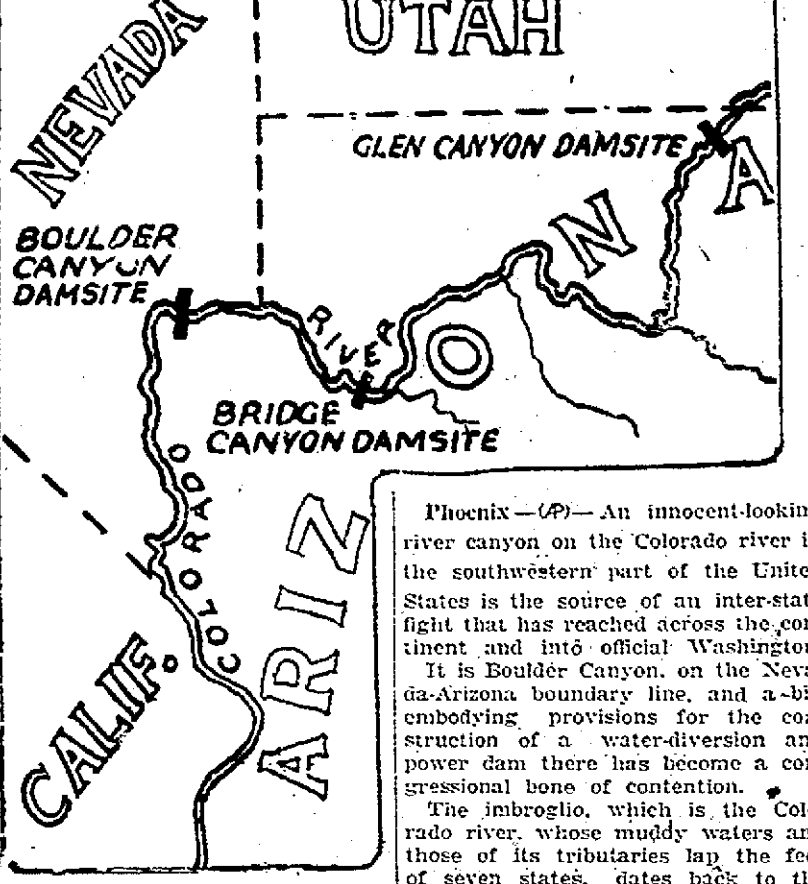 UTAH
NEVADA
GLEN CANYON DAMSITE
BOULDER
CANYON
DAMSITE
RIVER
BRIDGE
CANYON DAMSITE
COLORADO
ARIZONA
CALIF.
Phoenix—(AP)— An innocent-lookin
river canyon on the Colorado river i
the southwestern part of the Unite
States is the source of an inter-stat
fight that has reached across the con
tinent and into official Washington
It is Boulder Canyon, on the Neva
da-Arizona boundary line, and a bi
embodying provisions for the con
struction of a water-diversion an
power dam there has become a con
gressional bone of contention.
The imbroglio, which is the Col
rado river, whose muddy waters an
those of its tributaries lap the fee
of seven states, dates back to th